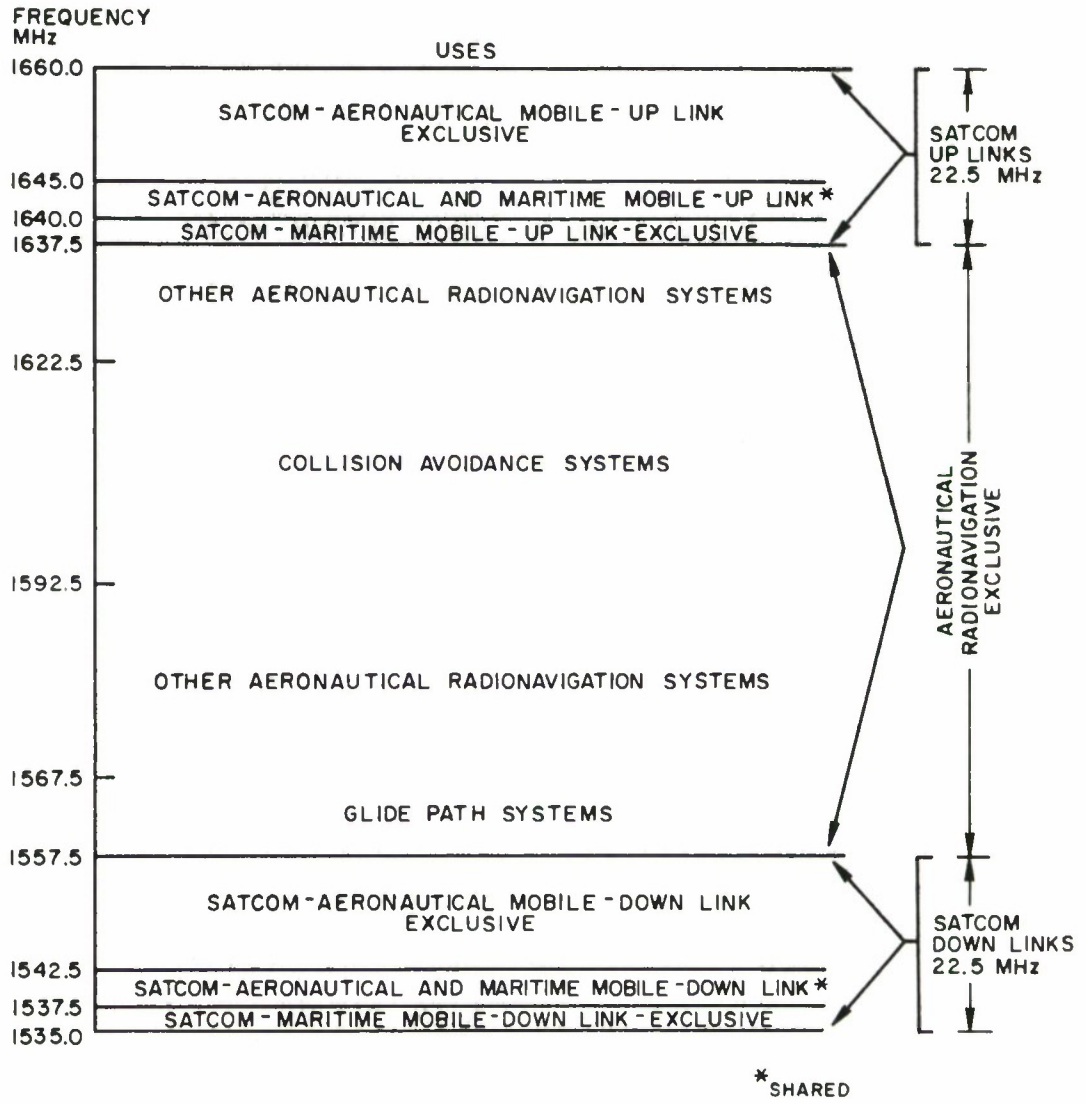 FREQUENCY
MHz
USES
1660.0
SATCOM-AERONAUTICAL MOBILE-UP LINK
EXCLUSIVE
SATCOM
UP LINKS
22.5 MHz
1645.0
SATCOM-AERONAUTICAL AND MARITIME MOBILE-UP LINK*
1640.0
SATCOM-MARITIME MOBILE-UP LINK-EXCLUSIVE
1637.5
OTHER AERONAUTICAL RADIONAVIGATION SYSTEMS
1622.5
COLLISION AVOIDANCE SYSTEMS
AERONAUTICAL
RADIONAVIGATION
EXCLUSIVE
1592.5
OTHER AERONAUTICAL RADIONAVIGATION SYSTEMS
1567.5
GLIDE PATH SYSTEMS
1557.5
SATCOM-AERONAUTICAL MOBILE-DOWN LINK
EXCLUSIVE
SATCOM
DOWN LINKS
22.5 MHz
1542.5
SATCOM-AERONAUTICAL AND MARITIME MOBILE-DOWN LINK*
1537.5
SATCOM-MARITIME MOBILE-DOWN LINK-EXCLUSIVE
1535.0
*SHARED